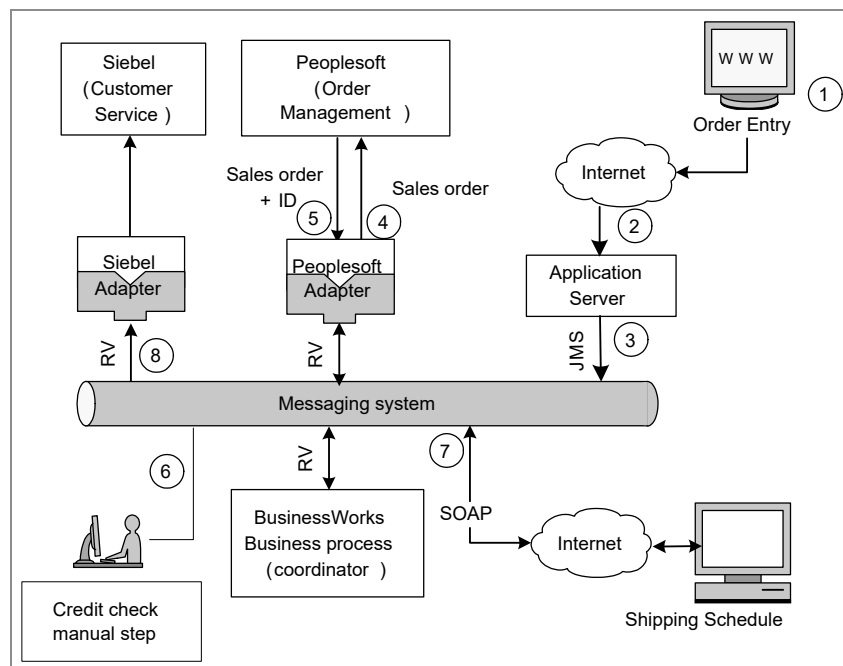 Siebel
(Customer
Service )
Peoplesoft
(Order
Management )
W W W
1
Order Entry
Internet
Sales order
+ ID
5
4
Sales order
2
Siebel
Adapter
Peoplesoft
Adapter
Application
Server
RV
8
RV
JMS
3
Messaging system
6
RV
7
BusinessWorks
Business process
(coordinator )
SOAP
Internet
Credit check
manual step
Shipping Schedule